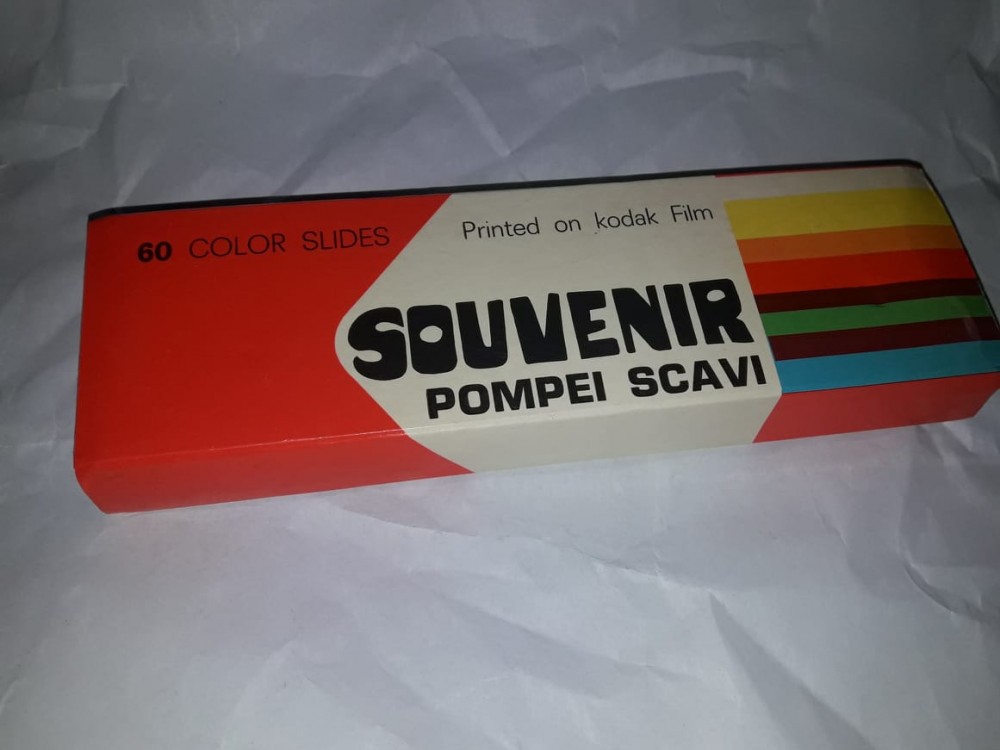 60 COLOR SLIDES
Printed on kodak Film
SOUVENIR
POMPEI SCAVI